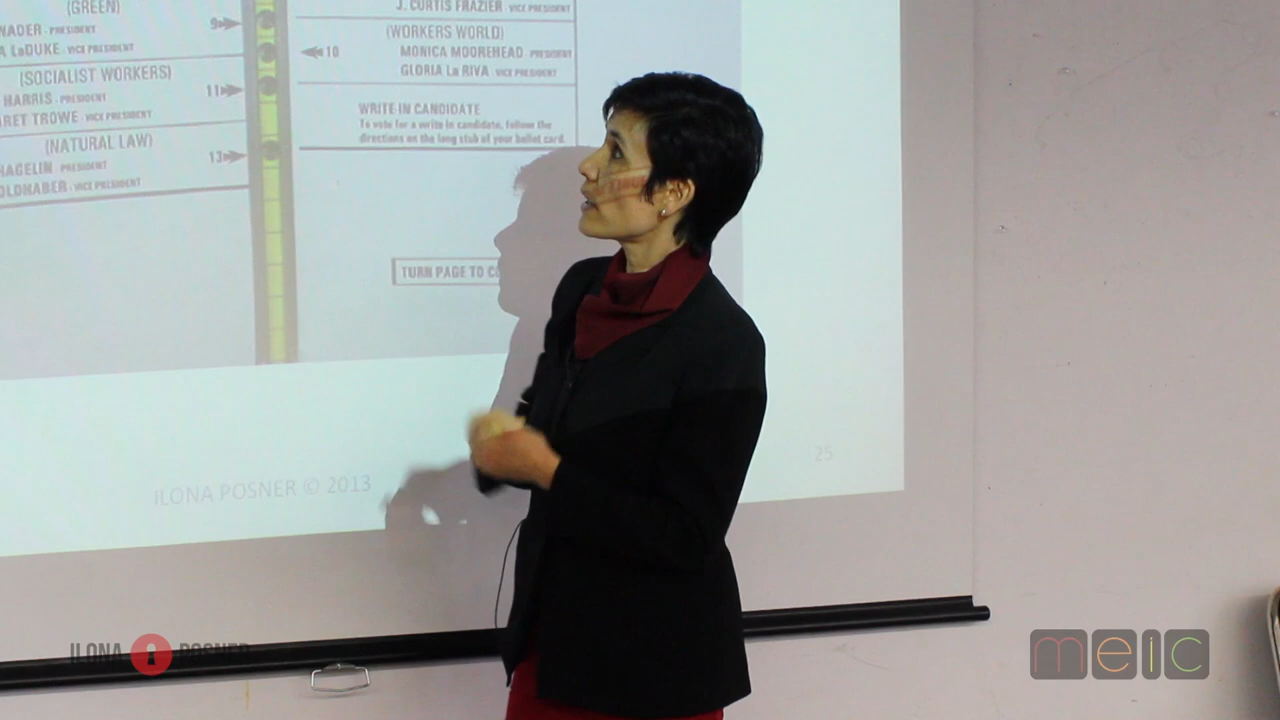 (GREEN)
NADER - PRESIDENT
A LaDUKE - VICE PRESIDENT
9
(SOCIALIST WORKERS)
HARRIS - PRESIDENT
ARET TROWE - VICE PRESIDENT
11
(NATURAL LAW)
HAGELIN - PRESIDENT
OLDHABER - VICE PRESIDENT
13
J. CURTIS FRAZIER - VICE PRESIDENT
(WORKERS WORLD)
10
MONICA MOOREHEAD - PRESIDENT
GLORIA La RIVA - VICE PRESIDENT
WRITE-IN CANDIDATE
To vote for a write-in candidate, follow the
directions on the long stub of your ballot card.
TURN PAGE TO CO
ILONA POSNER © 2013
25
ILONA POSNER
meic